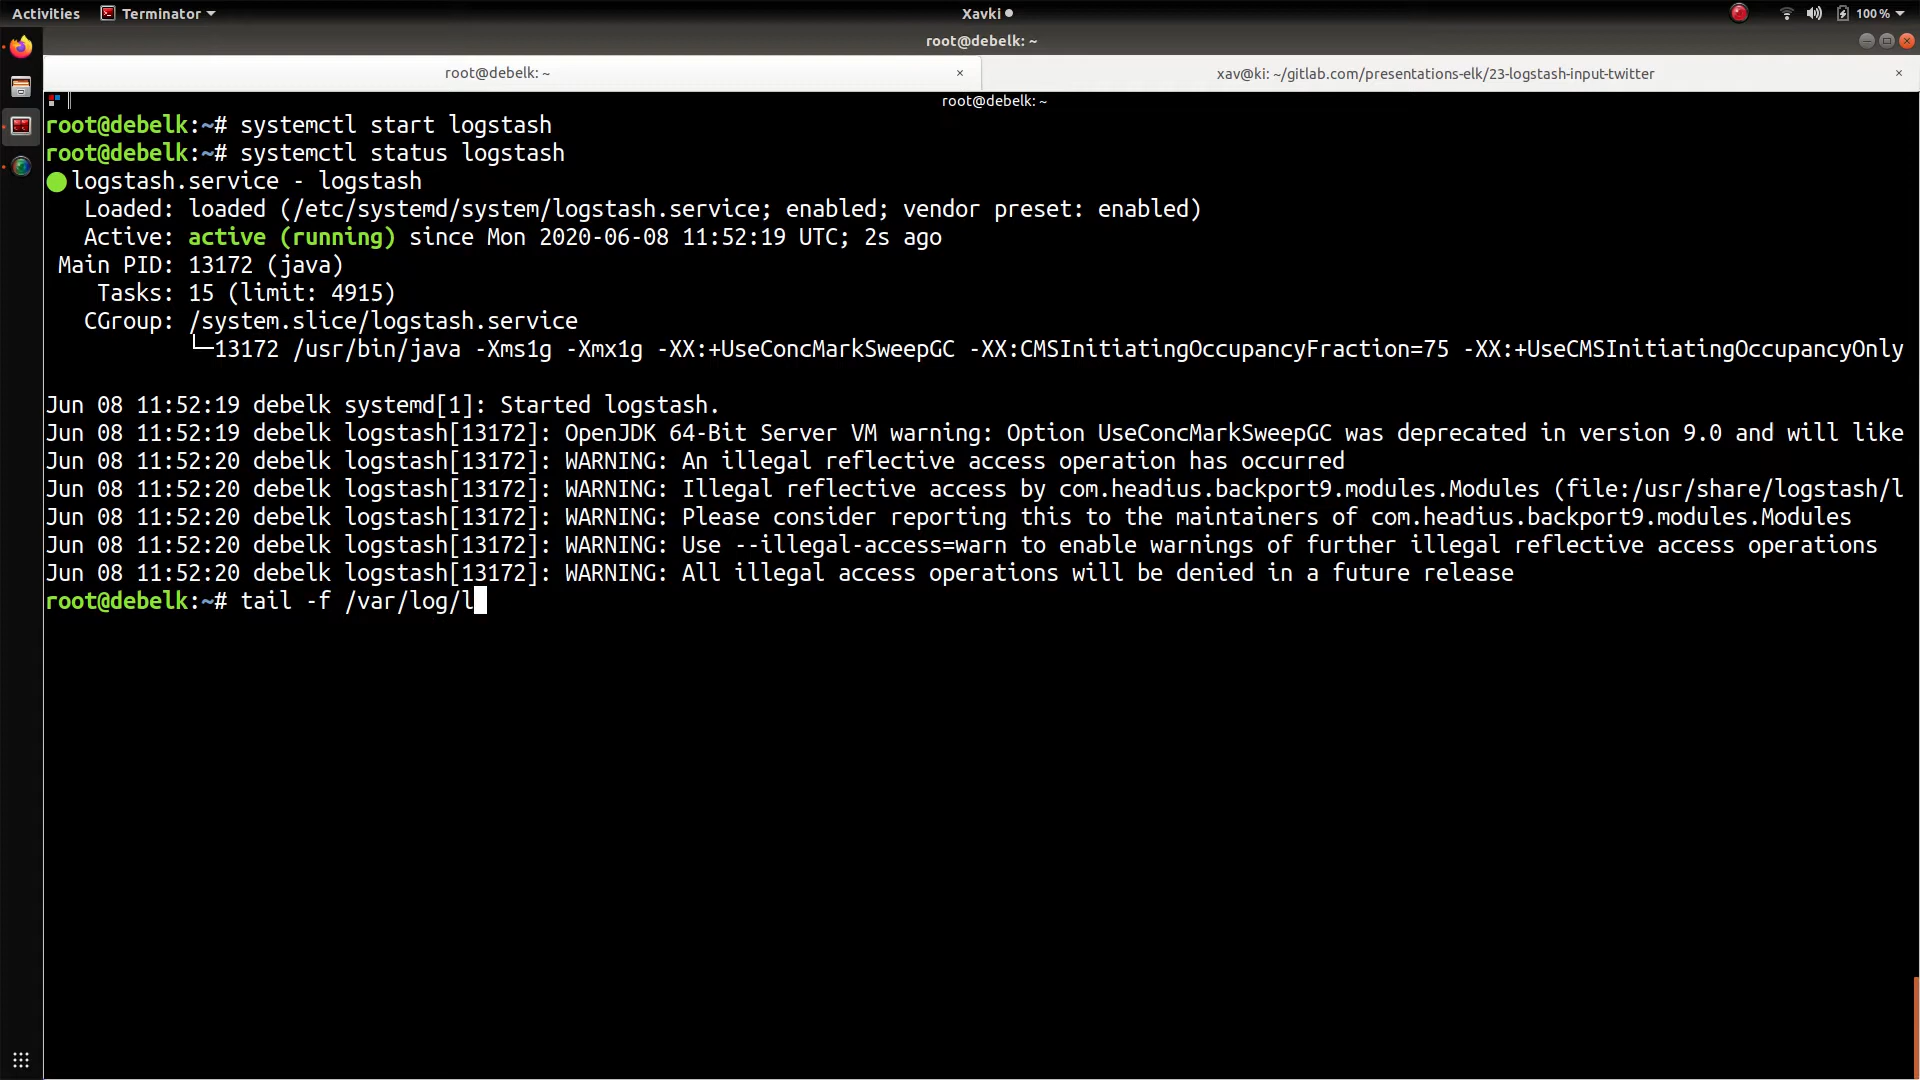 Activities Terminator Xavki 100 %
root@debelk: ~
root@debelk: ~ × xav@ki: ~/gitlab.com/presentations-elk/23-logstash-input-twitter ×
root@debelk: ~
root@debelk:~# systemctl start logstash
root@debelk:~# systemctl status logstash
● logstash.service - logstash
   Loaded: loaded (/etc/systemd/system/logstash.service; enabled; vendor preset: enabled)
   Active: active (running) since Mon 2020-06-08 11:52:19 UTC; 2s ago
 Main PID: 13172 (java)
    Tasks: 15 (limit: 4915)
   CGroup: /system.slice/logstash.service
           └─13172 /usr/bin/java -Xms1g -Xmx1g -XX:+UseConcMarkSweepGC -XX:CMSInitiatingOccupancyFraction=75 -XX:+UseCMSInitiatingOccupancyOnly
Jun 08 11:52:19 debelk systemd[1]: Started logstash.
Jun 08 11:52:19 debelk logstash[13172]: OpenJDK 64-Bit Server VM warning: Option UseConcMarkSweepGC was deprecated in version 9.0 and will like
Jun 08 11:52:20 debelk logstash[13172]: WARNING: An illegal reflective access operation has occurred
Jun 08 11:52:20 debelk logstash[13172]: WARNING: Illegal reflective access by com.headius.backport9.modules.Modules (file:/usr/share/logstash/l
Jun 08 11:52:20 debelk logstash[13172]: WARNING: Please consider reporting this to the maintainers of com.headius.backport9.modules.Modules
Jun 08 11:52:20 debelk logstash[13172]: WARNING: Use --illegal-access=warn to enable warnings of further illegal reflective access operations
Jun 08 11:52:20 debelk logstash[13172]: WARNING: All illegal access operations will be denied in a future release
root@debelk:~# tail -f /var/log/l